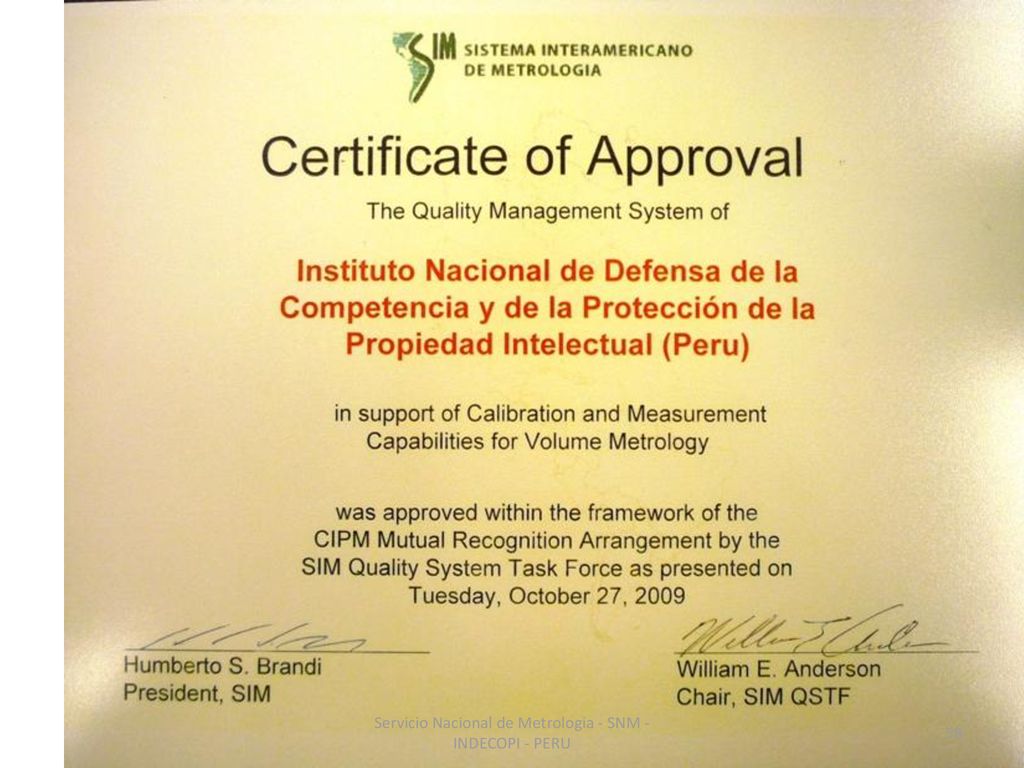 SIM SISTEMA INTERAMERICANO
DE METROLOGIA
Certificate of Approval
The Quality Management System of
Instituto Nacional de Defensa de la
Competencia y de la Protección de la
Propiedad Intelectual (Peru)
in support of Calibration and Measurement
Capabilities for Volume Metrology
was approved within the framework of the
CIPM Mutual Recognition Arrangement by the
SIM Quality System Task Force as presented on
Tuesday, October 27, 2009
Humberto S. Brandi
President, SIM
William E. Anderson
Chair, SIM QSTF
Servicio Nacional de Metrologia - SNM -
INDECOPI - PERU